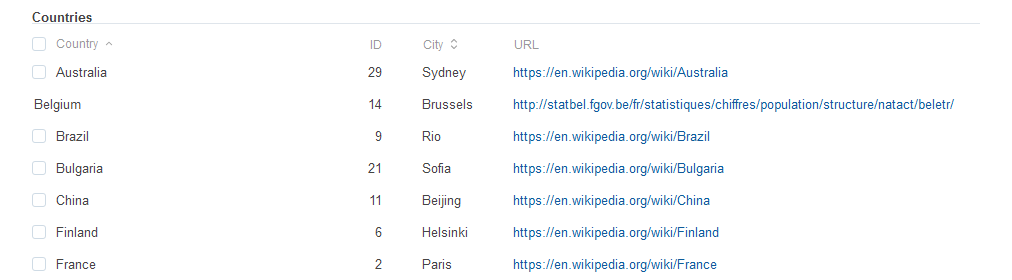 Countries
Country ID City URL
Australia 29 Sydney https://en.wikipedia.org/wiki/Australia
Belgium 14 Brussels http://statbel.fgov.be/fr/statistiques/chiffres/population/structure/natact/beletr/
Brazil 9 Rio https://en.wikipedia.org/wiki/Brazil
Bulgaria 21 Sofia https://en.wikipedia.org/wiki/Bulgaria
China 11 Beijing https://en.wikipedia.org/wiki/China
Finland 6 Helsinki https://en.wikipedia.org/wiki/Finland
France 2 Paris https://en.wikipedia.org/wiki/France